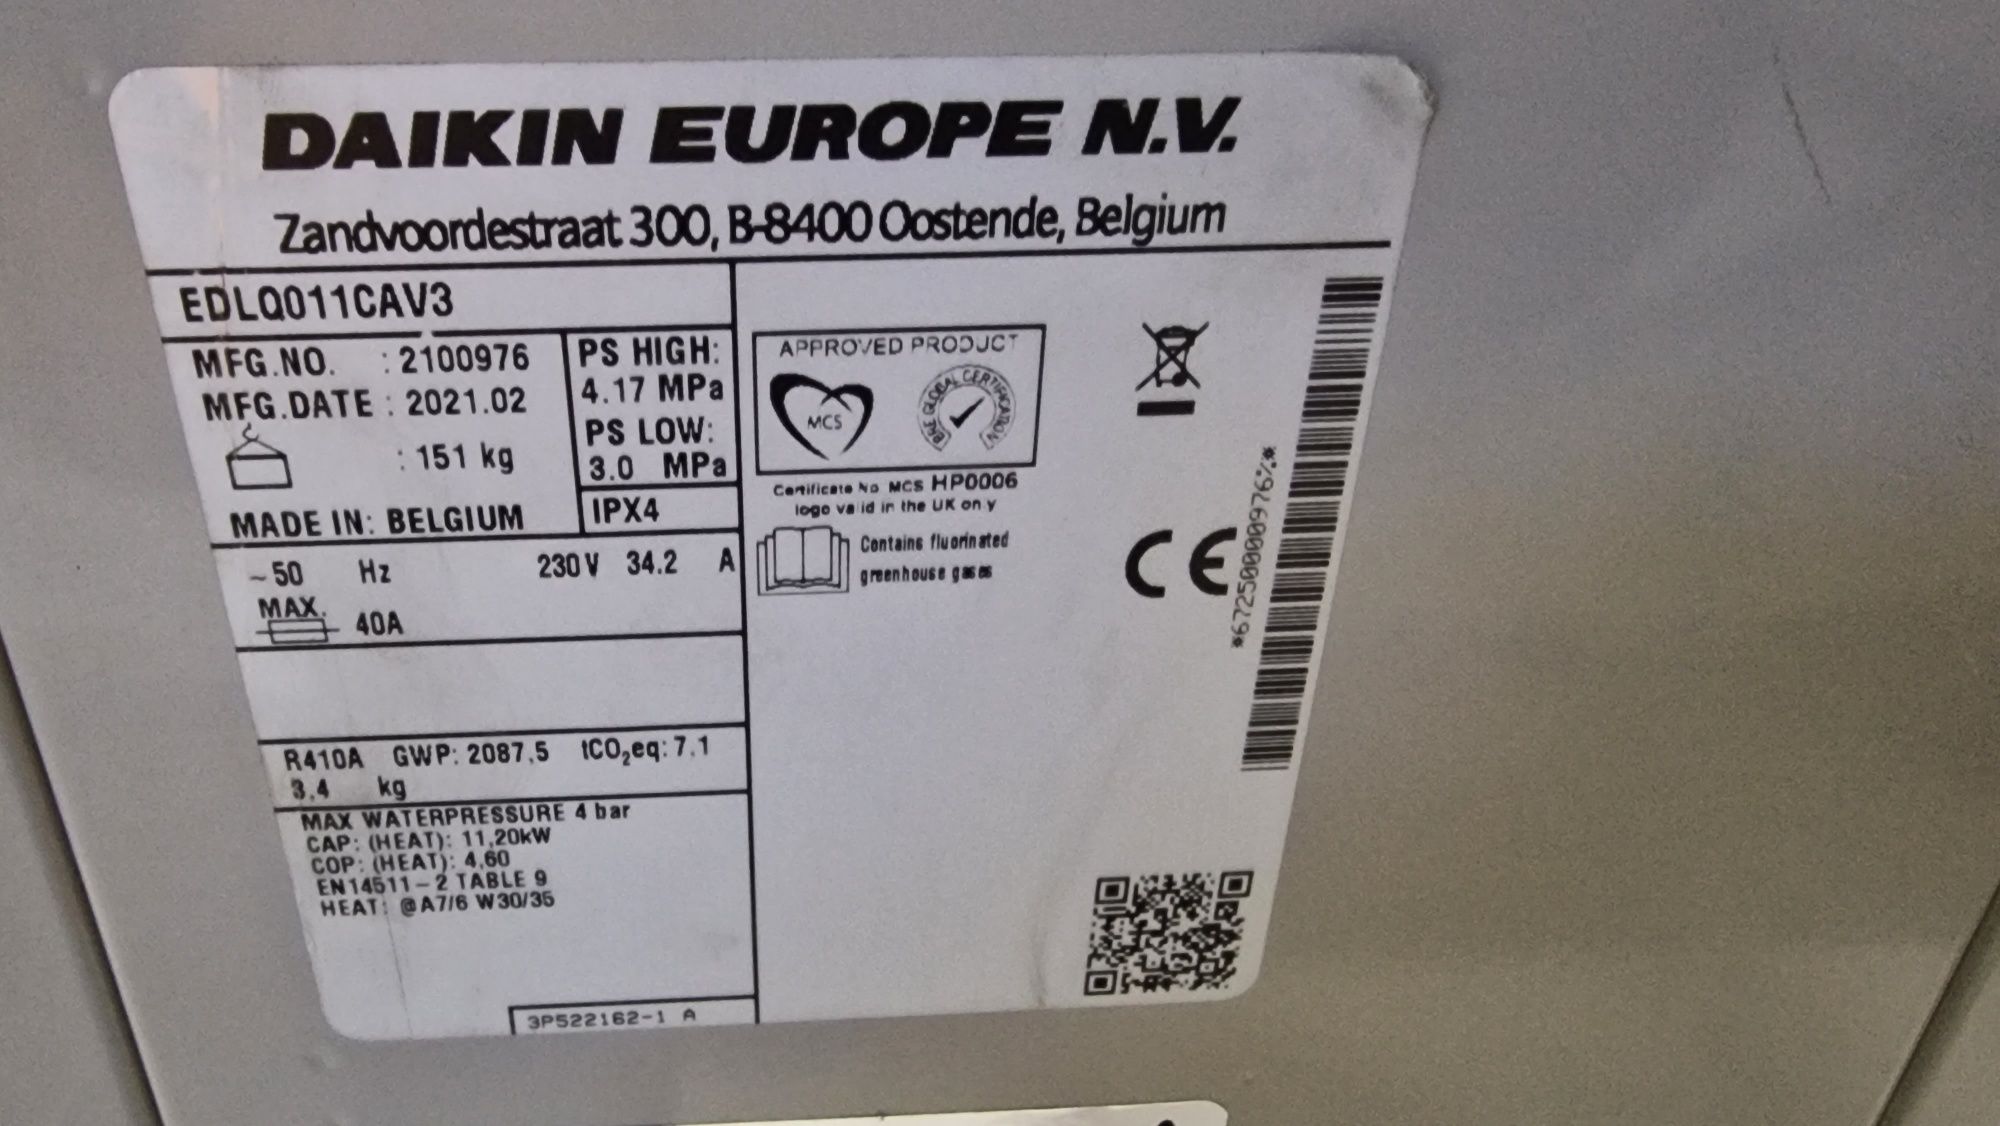 DAIKIN EUROPE N.V.
Zandvoordestraat 300, B-8400 Oostende, Belgium
EDLQ011CAV3
MFG.NO. : 2100976
MFG.DATE : 2021.02
: 151 kg
MADE IN: BELGIUM
PS HIGH:
4.17 MPa
PS LOW:
3.0 MPa
IPX4
~50 Hz 230V 34.2 A
MAX.
40A
R410A GWP: 2087,5 tCO₂eq: 7,1
3,4 kg
MAX WATERPRESSURE 4 bar
CAP: (HEAT): 11,20kW
COP: (HEAT): 4,60
EN14511-2 TABLE 9
HEAT: @A7/6 W30/35
3P522162-1 A
APPROVED PRODUCT
MCS
BRE GLOBAL CERTIFICATION
Certificate No MCS HP0006
logo valid in the UK only
Contains fluorinated
greenhouse gases
CE
*6725000000976%*